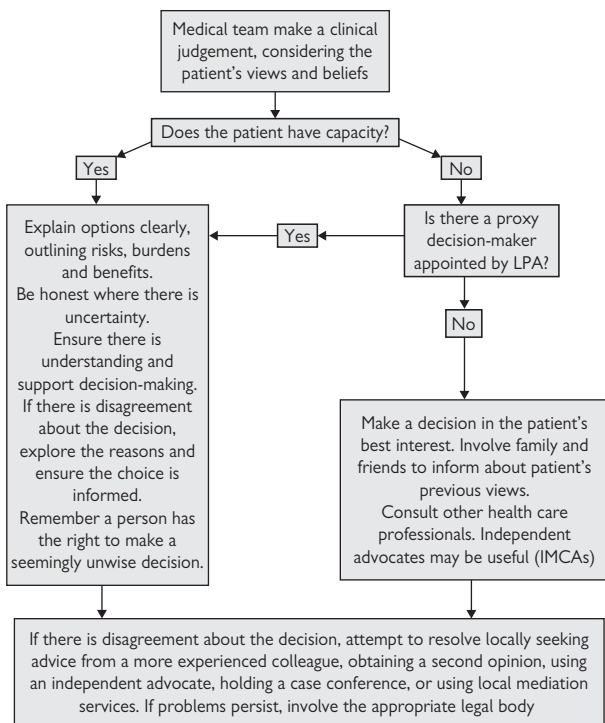 Medical team make a clinical
judgement, considering the
patient's views and beliefs
Does the patient have capacity?
Yes
No
Explain options clearly,
outlining risks, burdens
and benefits.
Be honest where there is
uncertainty.
Ensure there is
understanding and
support decision-making.
If there is disagreement
about the decision,
explore the reasons and
ensure the choice is
informed.
Remember a person has
the right to make a
seemingly unwise decision.
Yes
Is there a proxy
decision-maker
appointed by LPA?
No
Make a decision in the patient's
best interest. Involve family and
friends to inform about patient's
previous views.
Consult other health care
professionals. Independent
advocates may be useful (IMCAs)
If there is disagreement about the decision, attempt to resolve locally seeking
advice from a more experienced colleague, obtaining a second opinion, using
an independent advocate, holding a case conference, or using local mediation
services. If problems persist, involve the appropriate legal body